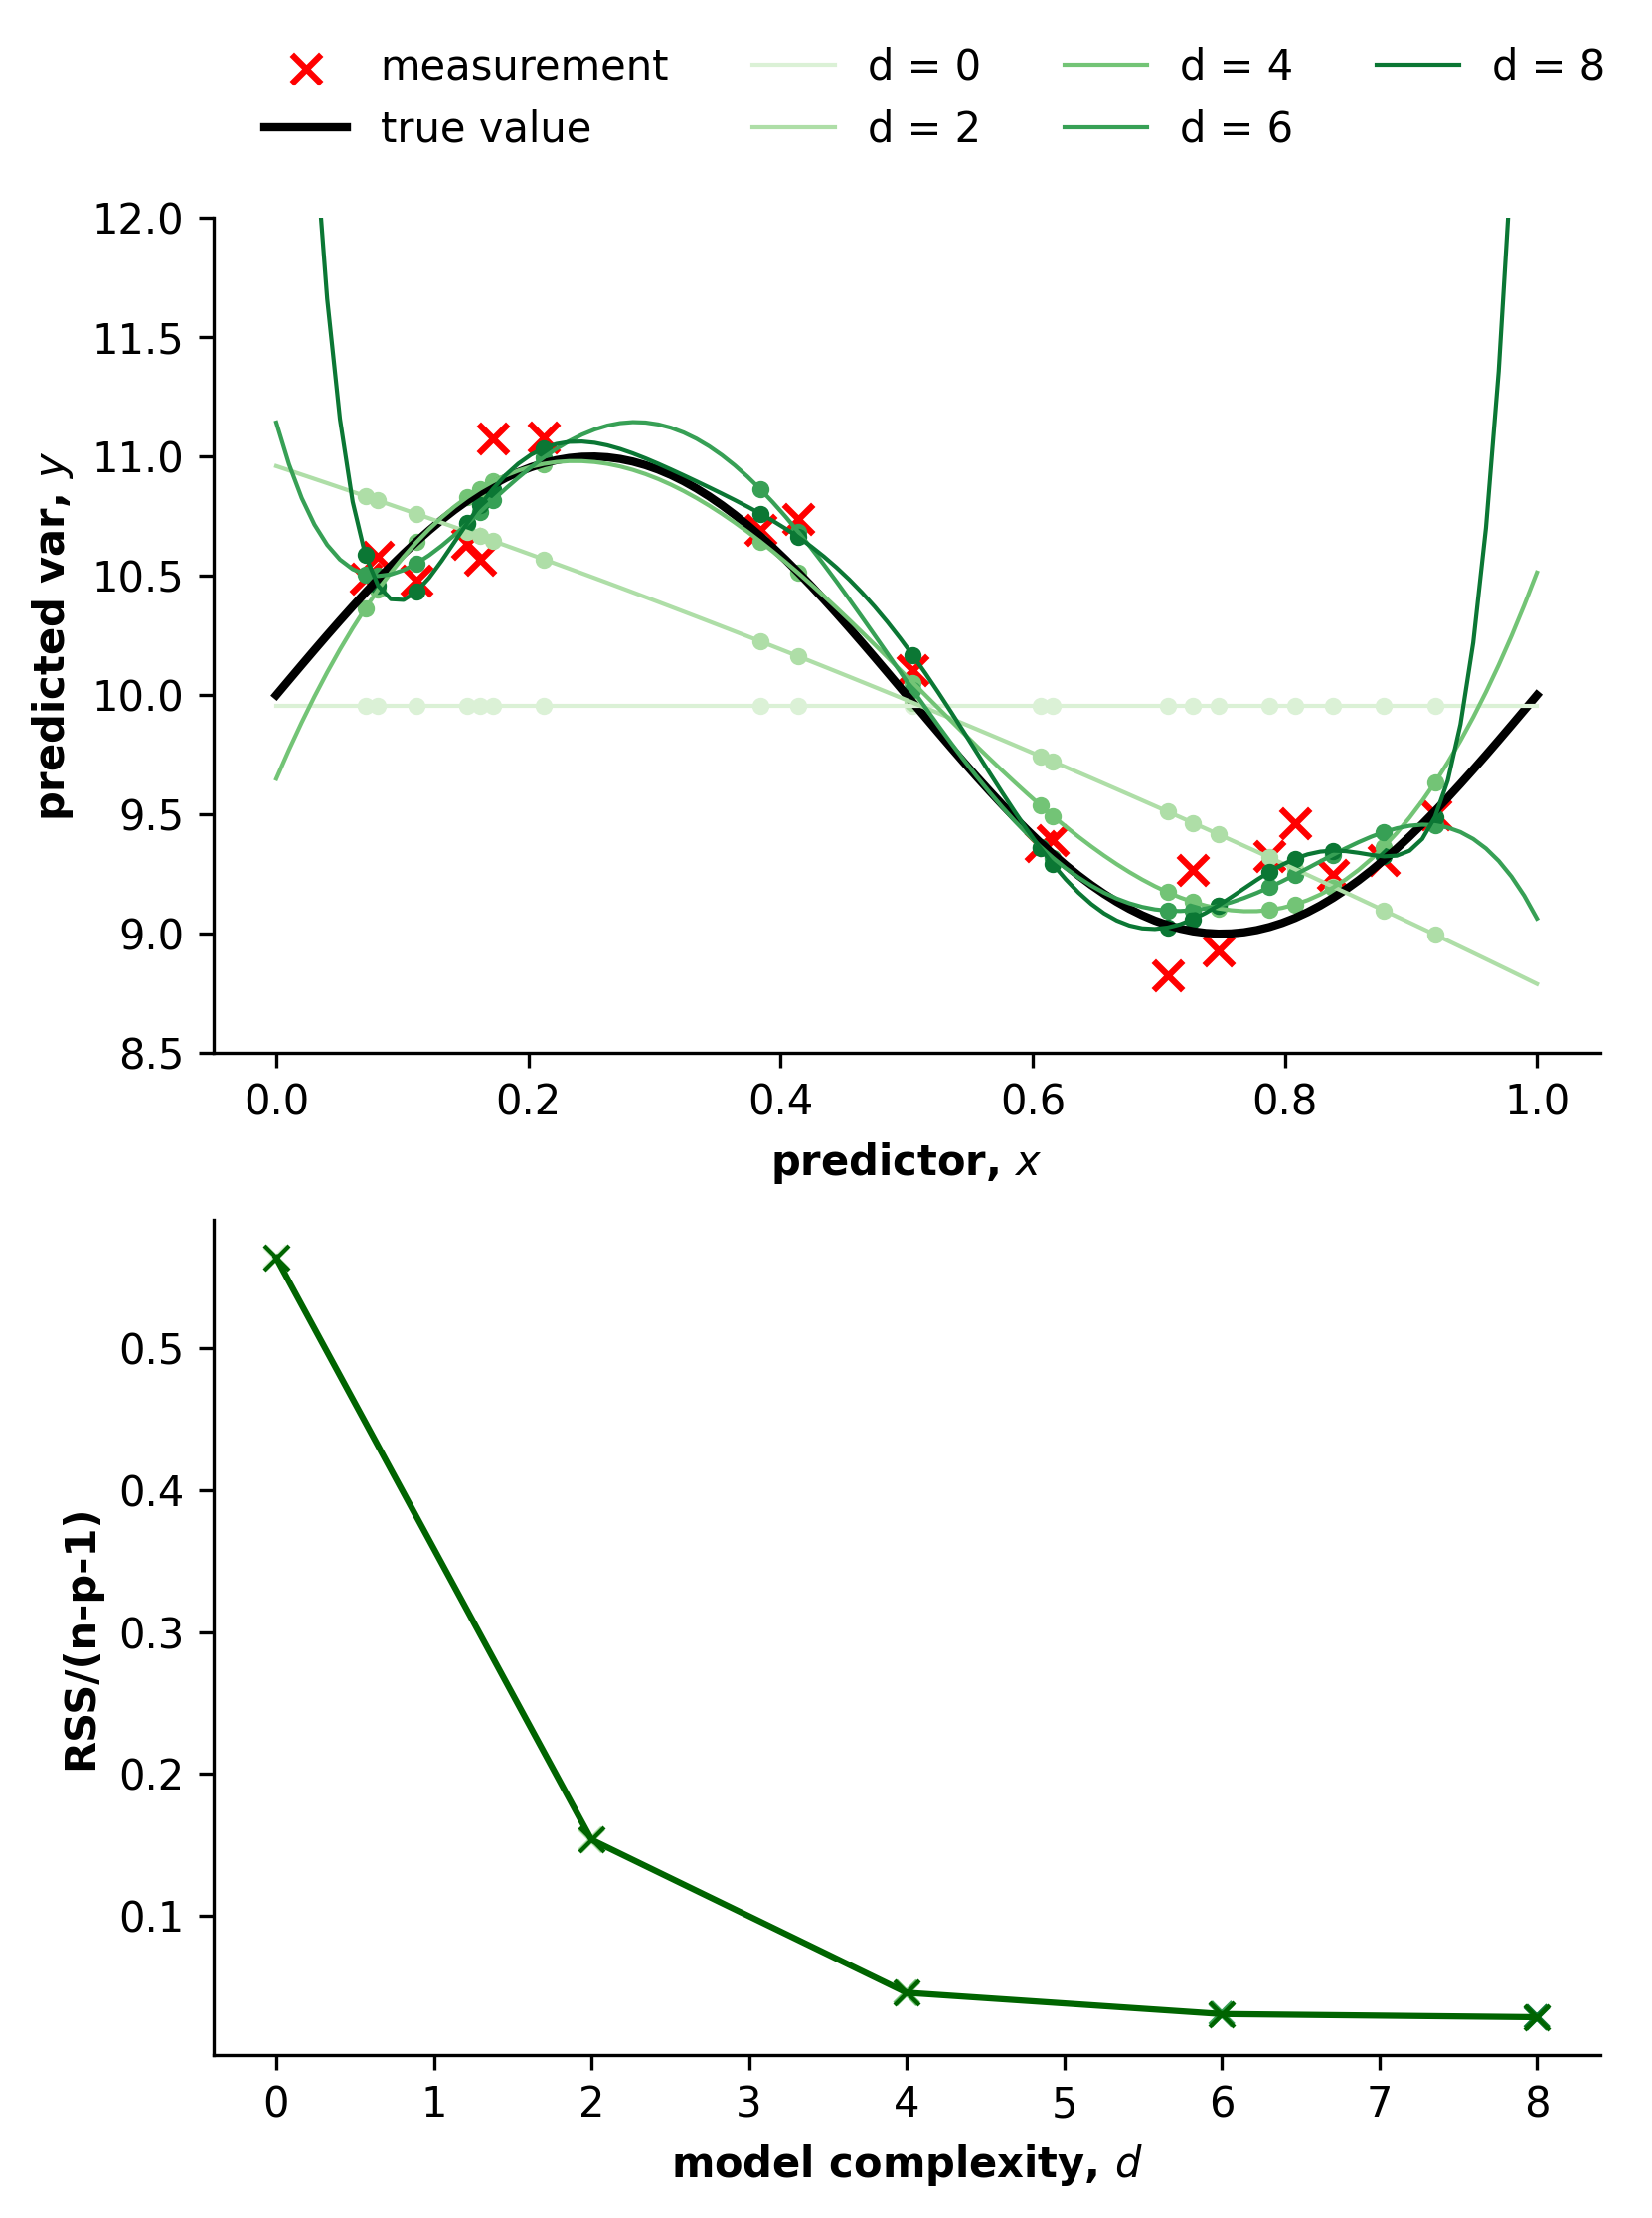 measurement d = 0 d = 4 d = 8
true value d = 2 d = 6
12.0
11.5
11.0
10.5
10.0
9.5
9.0
8.5
predicted var, y
0.0 0.2 0.4 0.6 0.8 1.0
predictor, x
0.5
0.4
0.3
0.2
0.1
RSS/(n-p-1)
0 1 2 3 4 5 6 7 8
model complexity, d